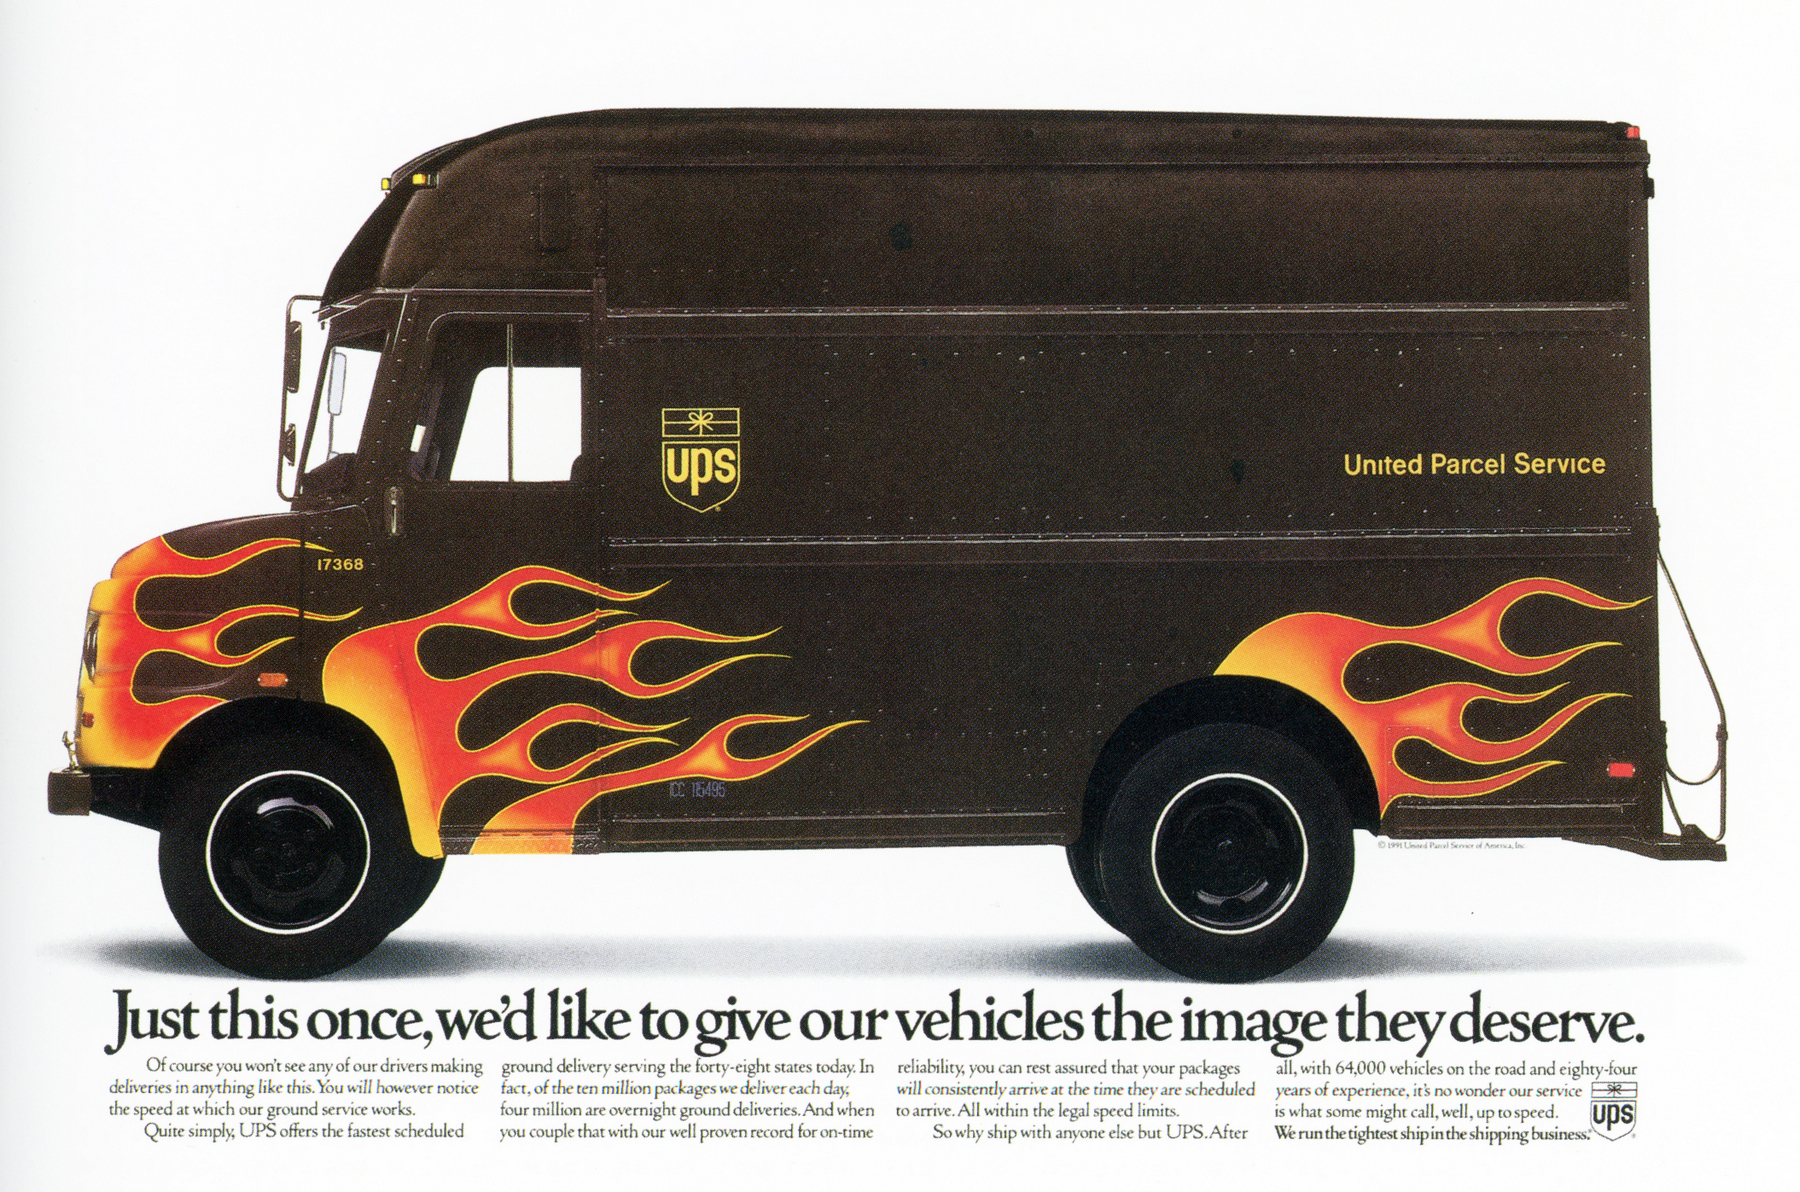 ups
United Parcel Service
17368
ICC 115495
© 1991 United Parcel Service of America, Inc.
Just this once, we'd like to give our vehicles the image they deserve.
Of course you won't see any of our drivers making
deliveries in anything like this. You will however notice
the speed at which our ground service works.
Quite simply, UPS offers the fastest scheduled
ground delivery serving the forty-eight states today. In
fact, of the ten million packages we deliver each day,
four million are overnight ground deliveries. And when
you couple that with our well proven record for on-time
reliability, you can rest assured that your packages
will consistently arrive at the time they are scheduled
to arrive. All within the legal speed limits.
So why ship with anyone else but UPS. After
all, with 64,000 vehicles on the road and eighty-four
years of experience, it's no wonder our service
is what some might call, well, up to speed.
We run the tightest ship in the shipping business.
ups